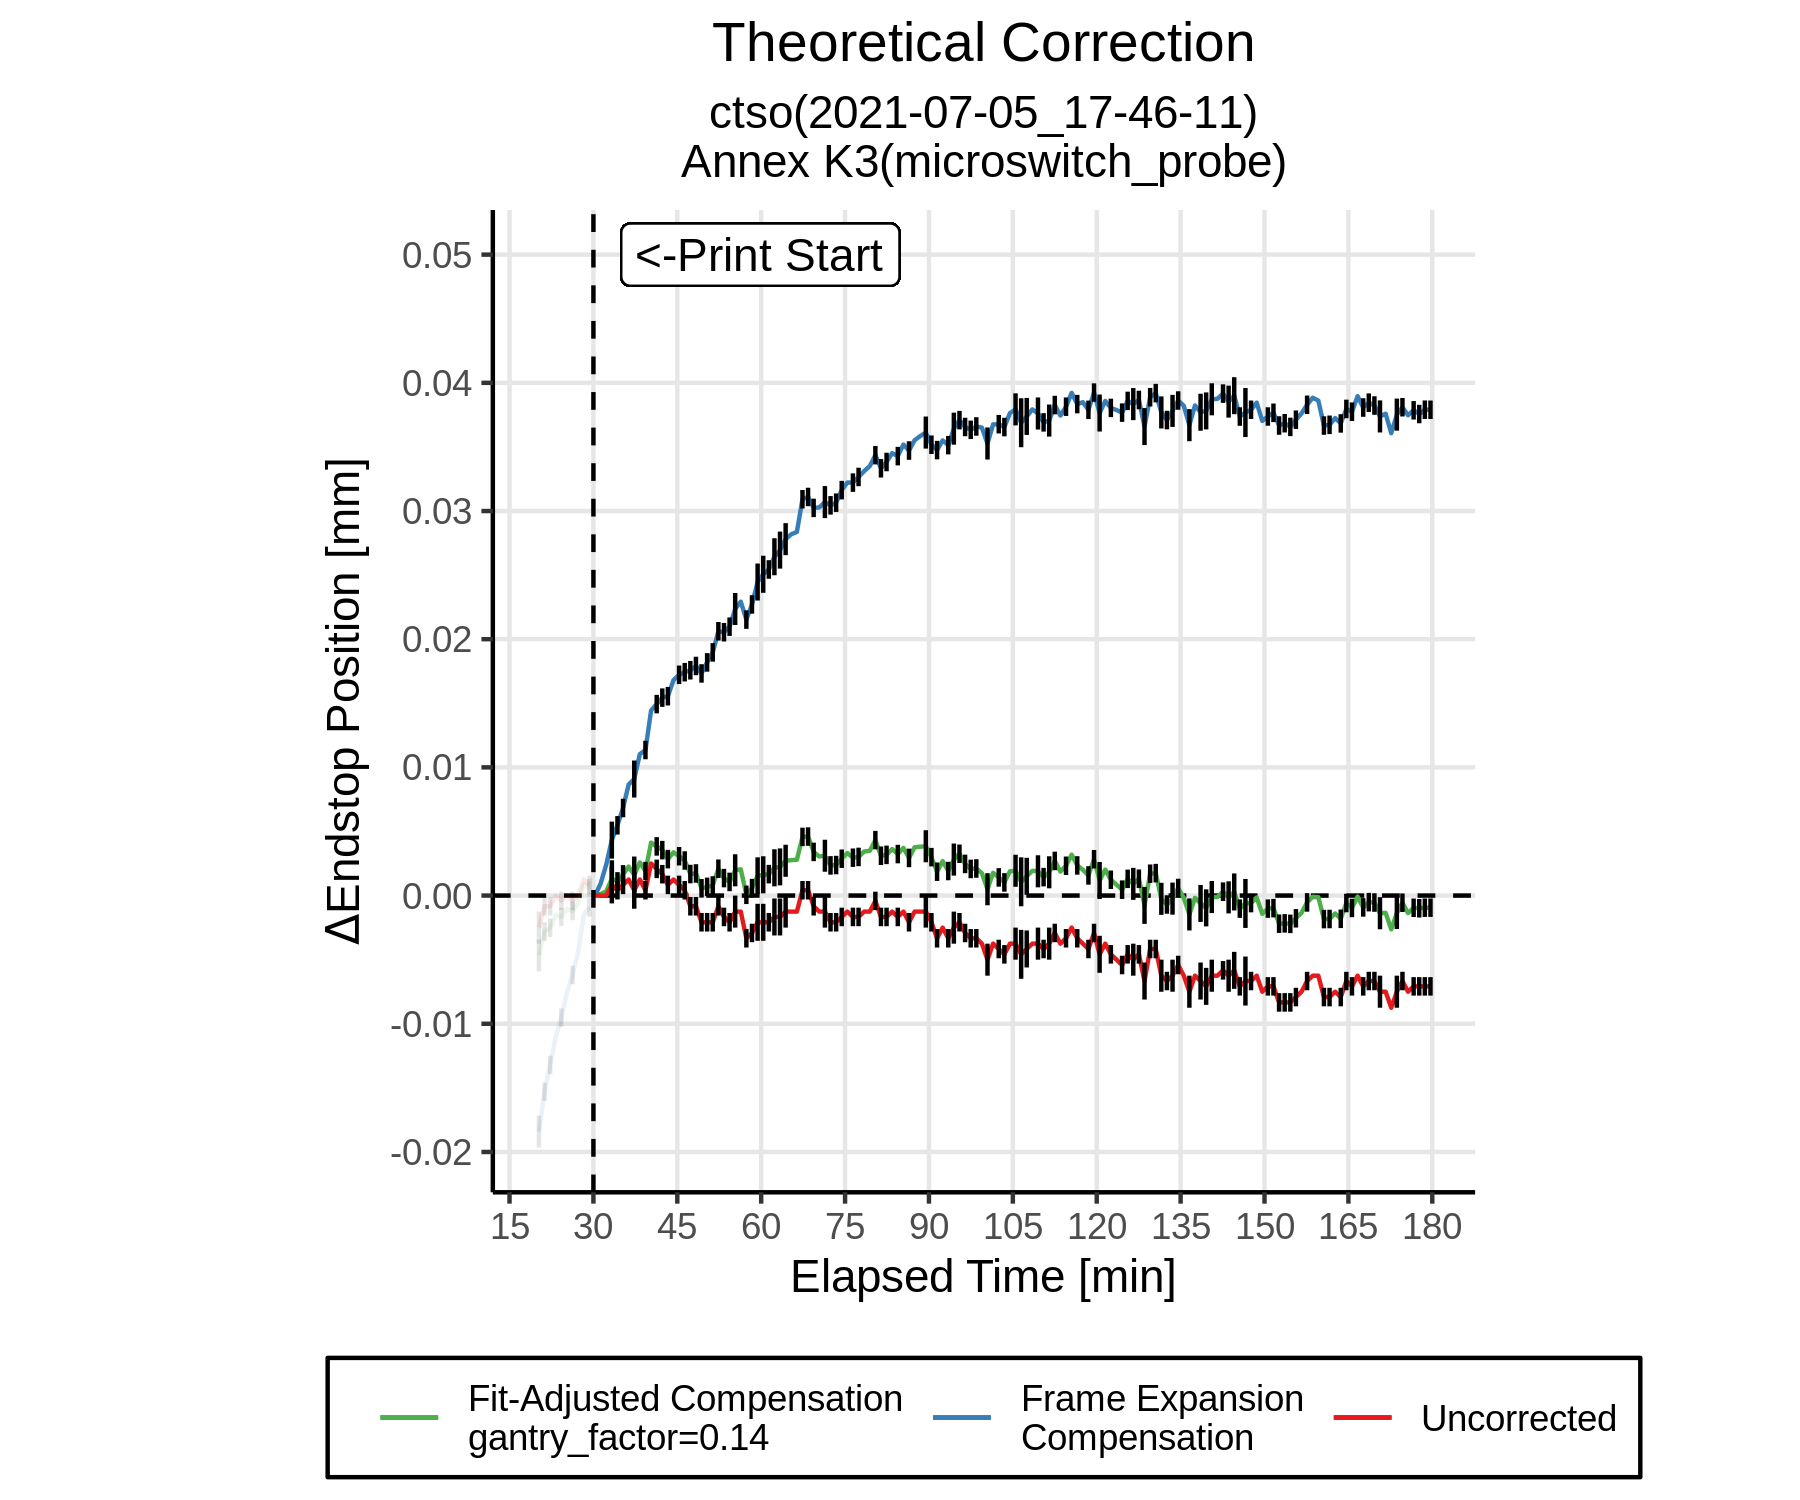 Theoretical Correction
ctso(2021-07-05_17-46-11)
Annex K3(microswitch_probe)
<-Print Start
ΔEndstop Position [mm]
0.05
0.04
0.03
0.02
0.01
0.00
-0.01
-0.02
15 30 45 60 75 90 105 120 135 150 165 180
Elapsed Time [min]
Fit-Adjusted Compensation
gantry_factor=0.14
Frame Expansion
Compensation
Uncorrected